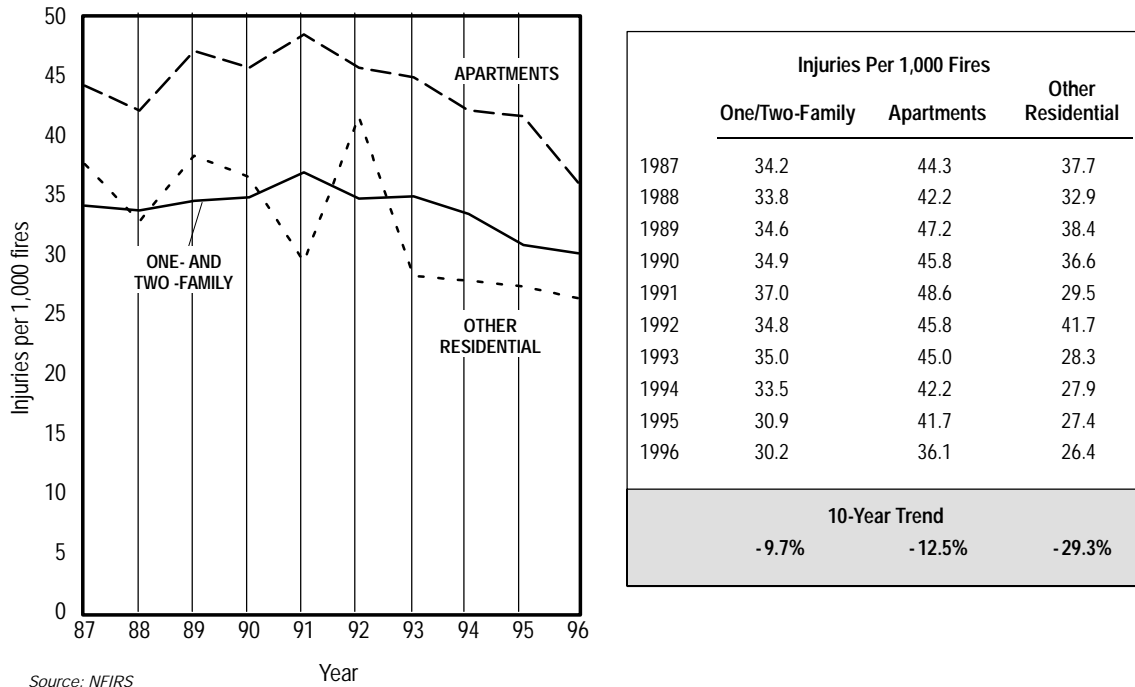 50
45
40
35
30
25
20
15
10
5
0
Injuries per 1,000 fires
APARTMENTS
ONE- AND
TWO -FAMILY
OTHER
RESIDENTIAL
87 88 89 90 91 92 93 94 95 96
Year
Source: NFIRS
Injuries Per 1,000 Fires
One/Two-Family Apartments Other Residential
1987 34.2 44.3 37.7
1988 33.8 42.2 32.9
1989 34.6 47.2 38.4
1990 34.9 45.8 36.6
1991 37.0 48.6 29.5
1992 34.8 45.8 41.7
1993 35.0 45.0 28.3
1994 33.5 42.2 27.9
1995 30.9 41.7 27.4
1996 30.2 36.1 26.4
10-Year Trend
- 9.7% - 12.5% - 29.3%